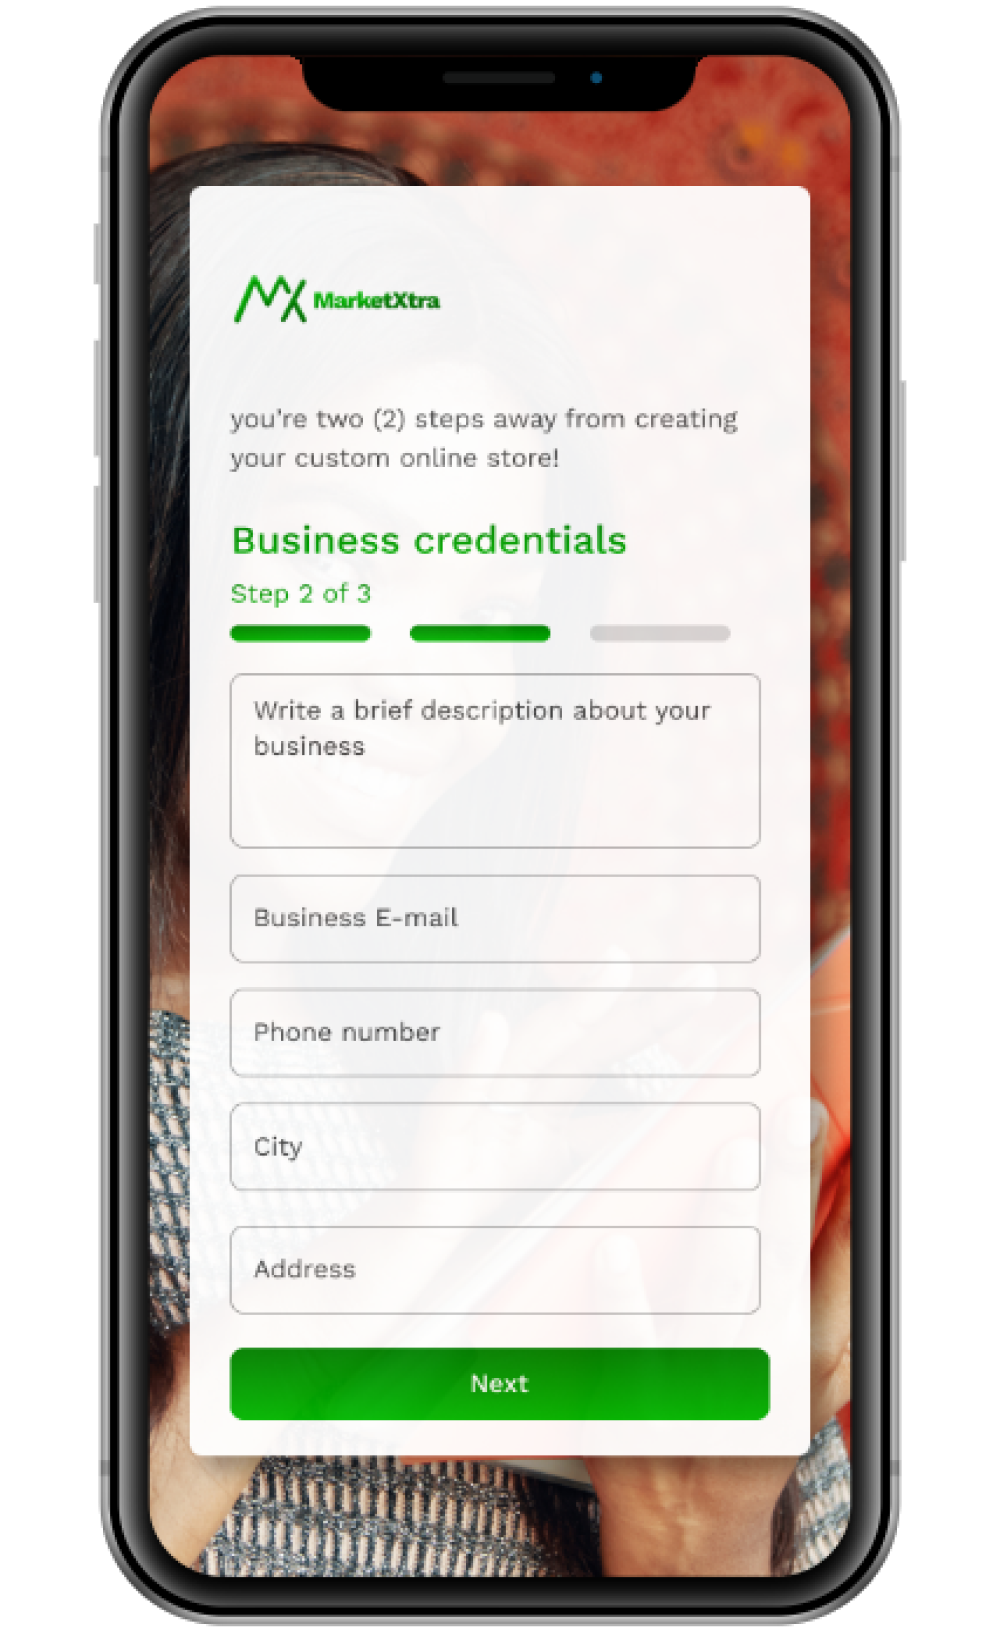 MarketXtra
you're two (2) steps away from creating
your custom online store!
Business credentials
Step 2 of 3
Write a brief description about your
business
Business E-mail
Phone number
City
Address
Next